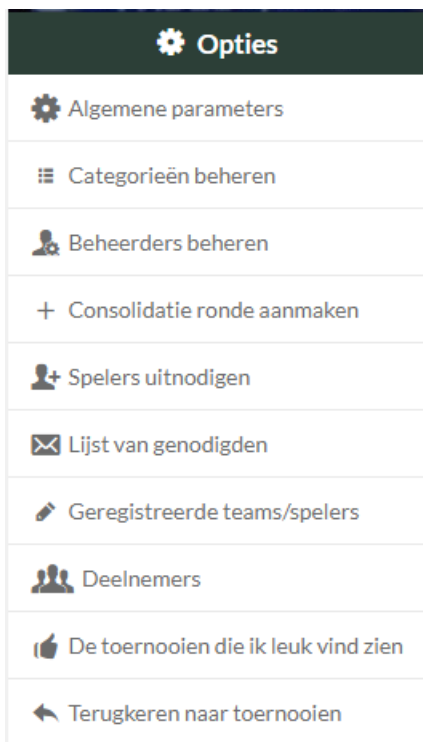 Opties
Algemene parameters
Categorieën beheren
Beheerders beheren
Consolidatie ronde aanmaken
Spelers uitnodigen
Lijst van genodigden
Geregistreerde teams/spelers
Deelnemers
De toernooien die ik leuk vind zien
Terugkeren naar toernooien